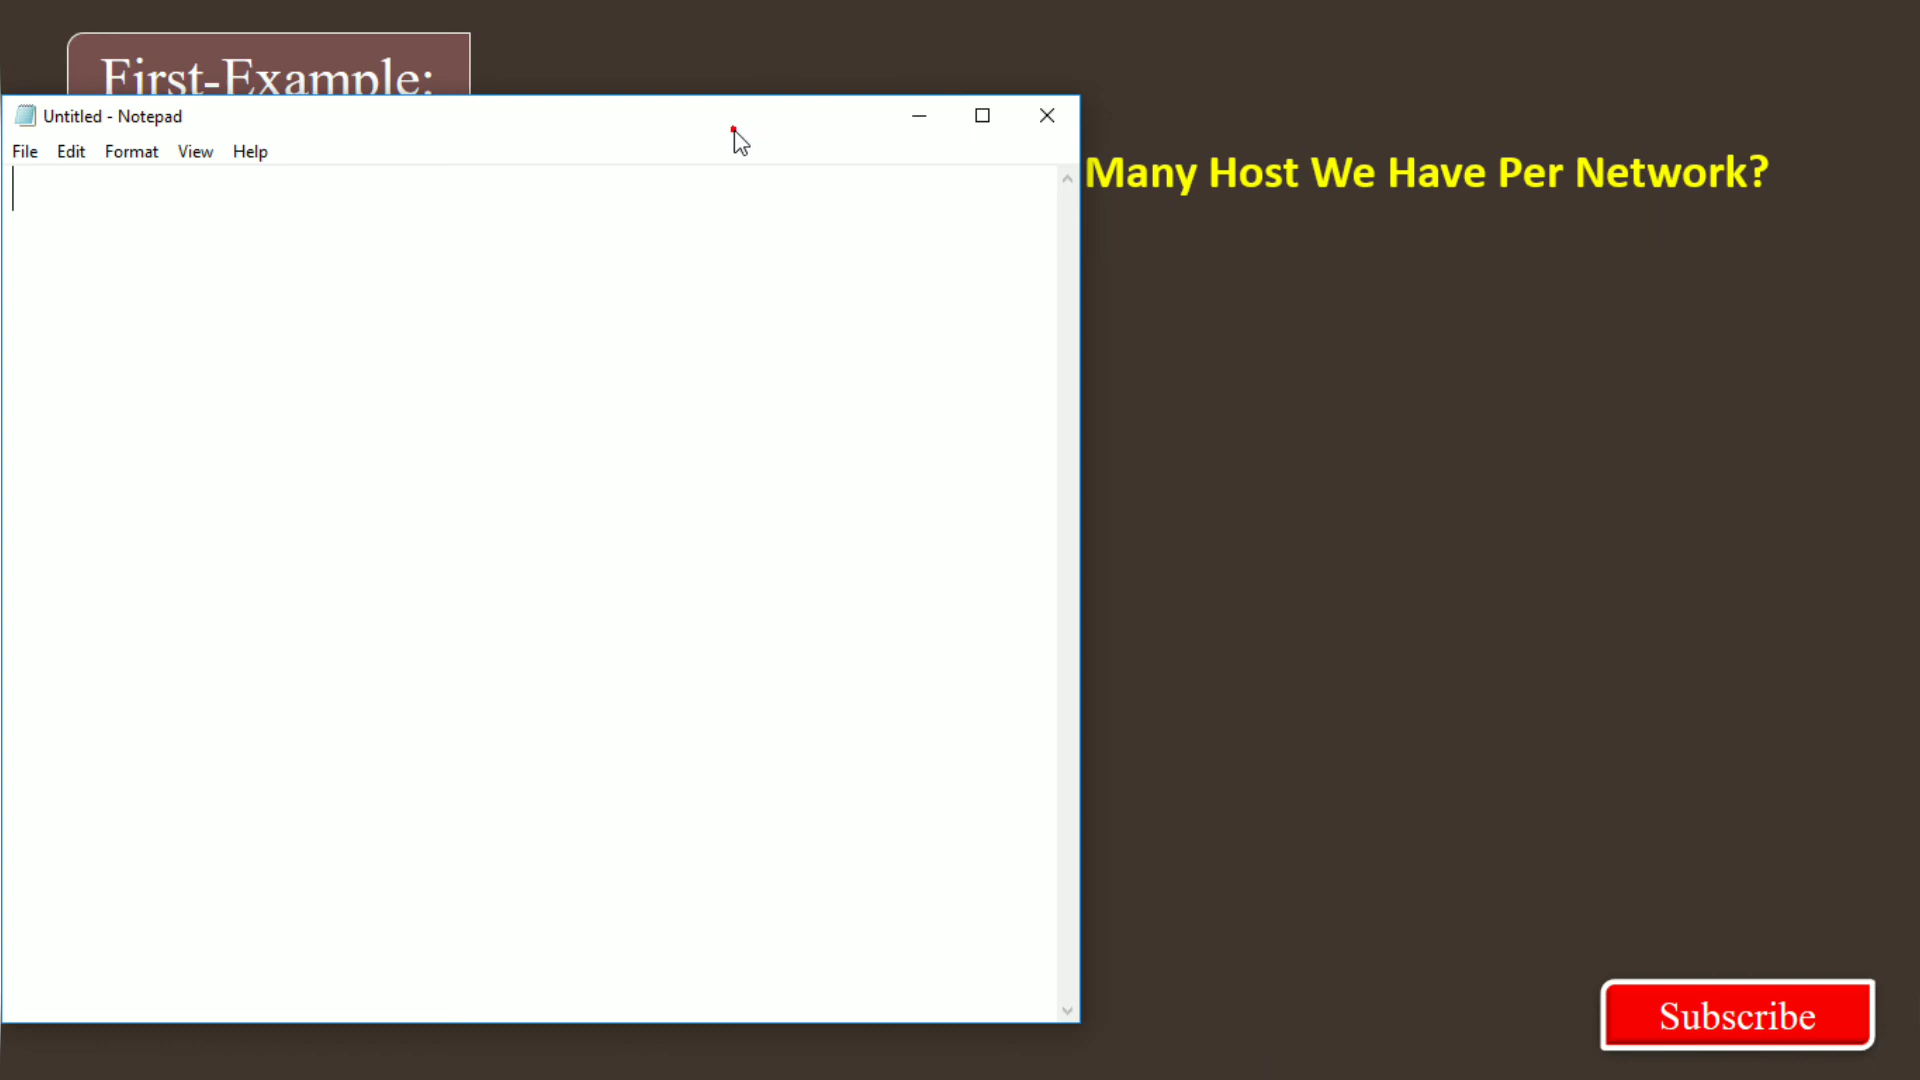 First-Example:
Untitled - Notepad
File Edit Format View Help
Many Host We Have Per Network?
Subscribe